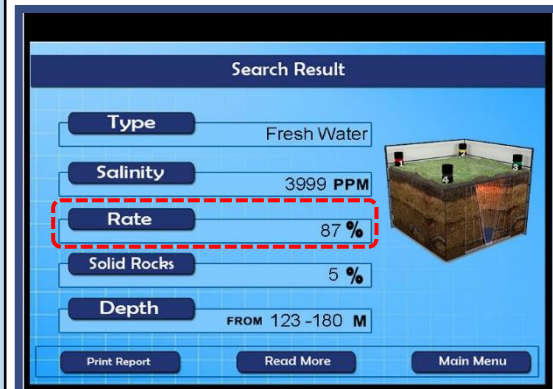 Search Result
Type Fresh Water
Salinity 3999 PPM
Rate 87 %
Solid Rocks 5 %
Depth FROM 123 -180 M
Print Report Read More Main Menu